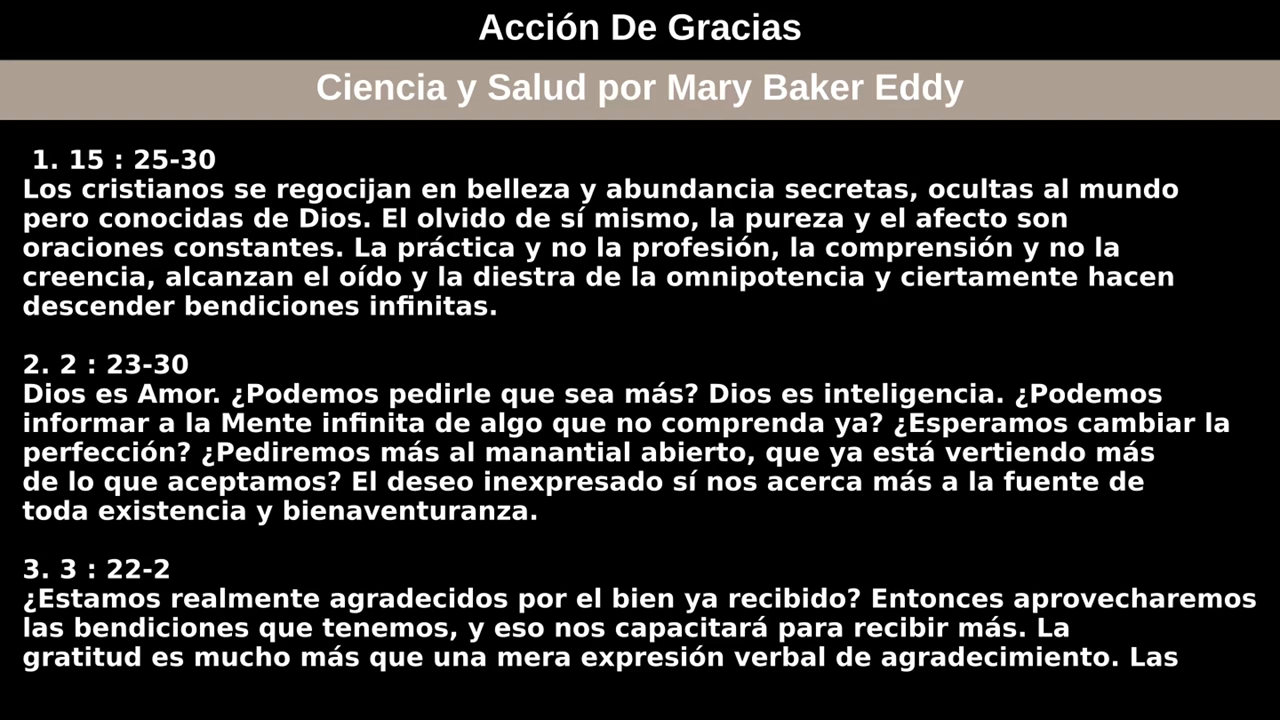 Acción De Gracias
Ciencia y Salud por Mary Baker Eddy
1. 15 : 25-30
Los cristianos se regocijan en belleza y abundancia secretas, ocultas al mundo
pero conocidas de Dios. El olvido de sí mismo, la pureza y el afecto son
oraciones constantes. La práctica y no la profesión, la comprensión y no la
creencia, alcanzan el oído y la diestra de la omnipotencia y ciertamente hacen
descender bendiciones infinitas.
2. 2 : 23-30
Dios es Amor. ¿Podemos pedirle que sea más? Dios es inteligencia. ¿Podemos
informar a la Mente infinita de algo que no comprenda ya? ¿Esperamos cambiar la
perfección? ¿Pediremos más al manantial abierto, que ya está vertiendo más
de lo que aceptamos? El deseo inexpresado sí nos acerca más a la fuente de
toda existencia y bienaventuranza.
3. 3 : 22-2
¿Estamos realmente agradecidos por el bien ya recibido? Entonces aprovecharemos
las bendiciones que tenemos, y eso nos capacitará para recibir más. La
gratitud es mucho más que una mera expresión verbal de agradecimiento. Las